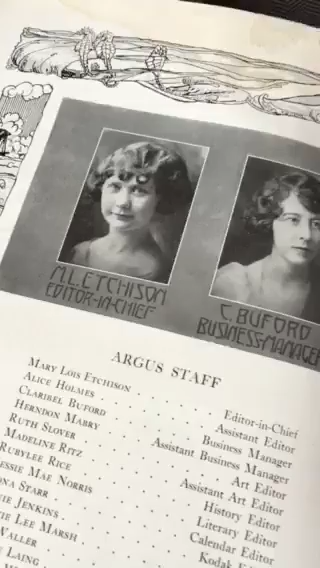 M.L. ETCHISON
EDITOR-IN-CHIEF
C. BUFORD
BUSINESS-MANAGER
ARGUS STAFF
MARY LOIS ETCHISON . . . . Editor-in-Chief
ALICE HOLMES . . . . Assistant Editor
CLARIBEL BUFORD . . . . Business Manager
HERNDON MABRY . . . . Assistant Business Manager
RUTH SLOVER . . . . Art Editor
MADELINE RITZ . . . . Assistant Art Editor
RUBYLEE RICE . . . . History Editor
ESSIE MAE NORRIS . . . . Literary Editor
STARR . . . . Calendar Editor
JENKINS . . . . Kodak
LEE MARSH
WALLER
LAING